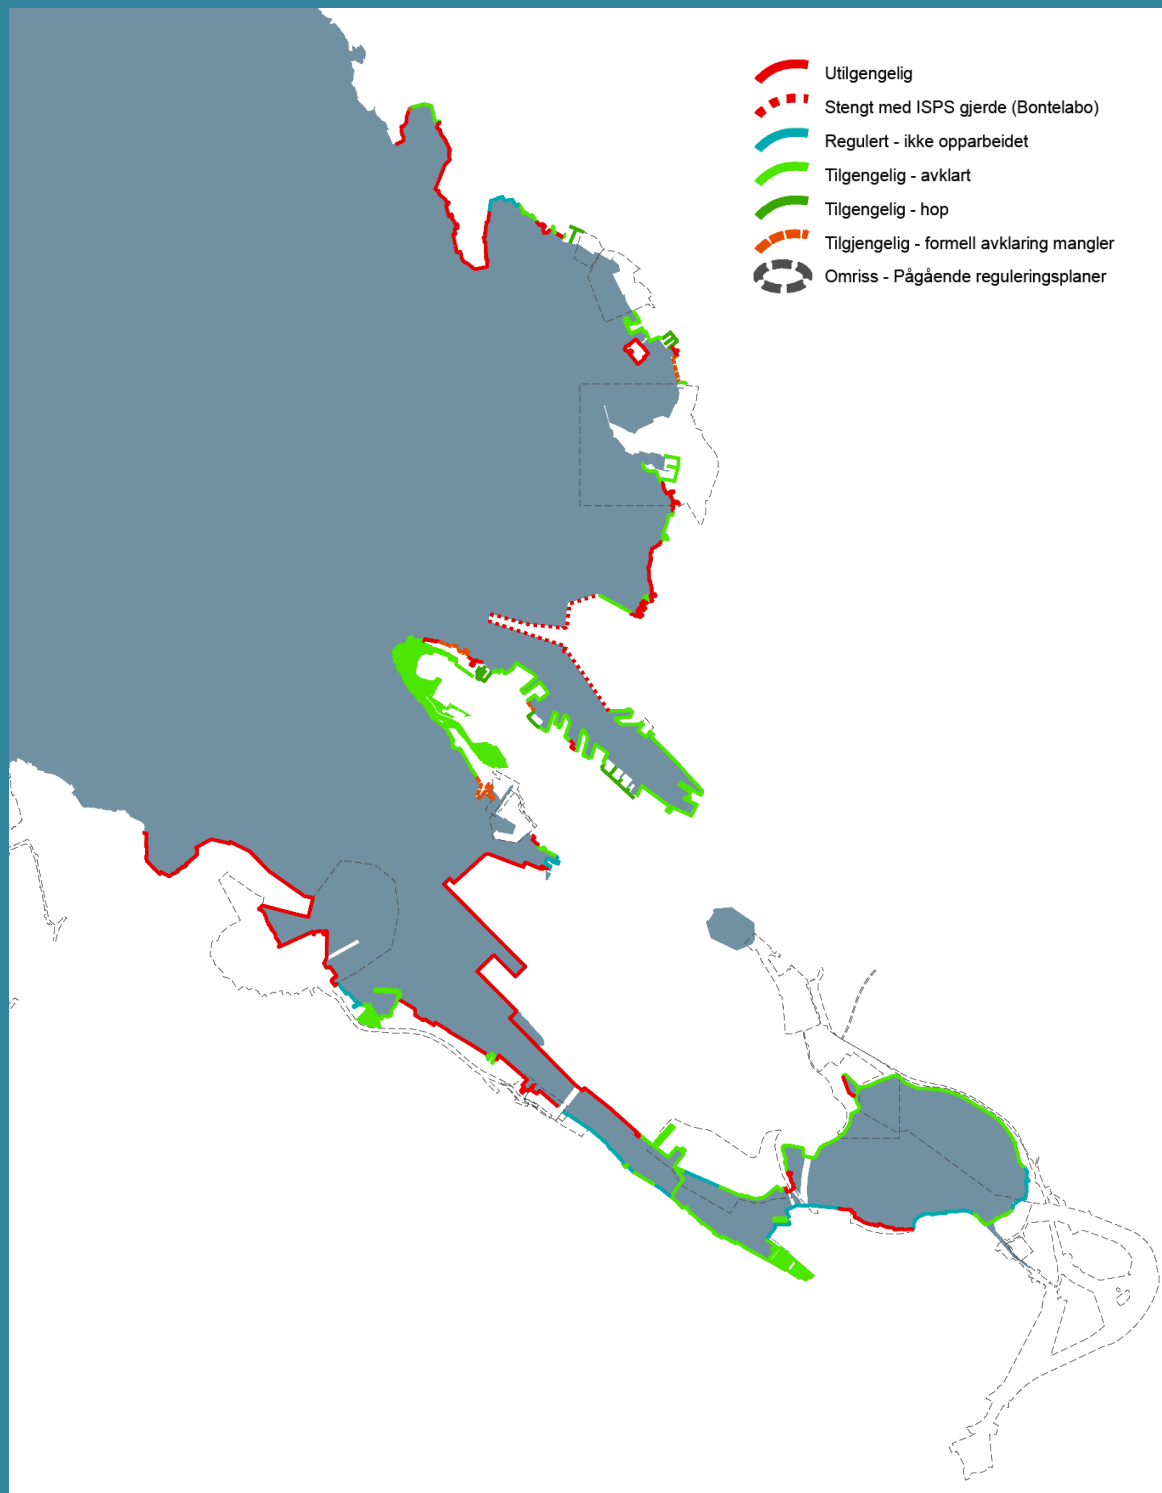 Utilgengelig
Stengt med ISPS gjerde (Bontelabo)
Regulert - ikke opparbeidet
Tilgengelig - avklart
Tilgengelig - hop
Tilgjengelig - formell avklaring mangler
Omriss - Pågående reguleringsplaner